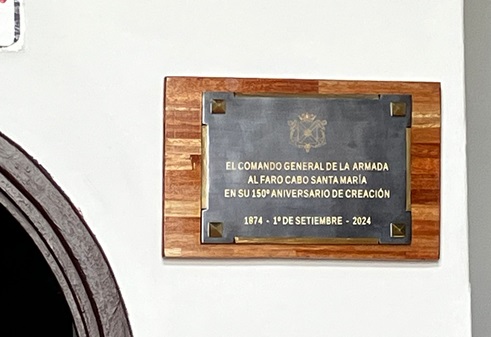 EL COMANDO GENERAL DE LA ARMADA
AL FARO CABO SANTA MARÍA
EN SU 150º ANIVERSARIO DE CREACIÓN
1874 - 1º DE SETIEMBRE - 2024